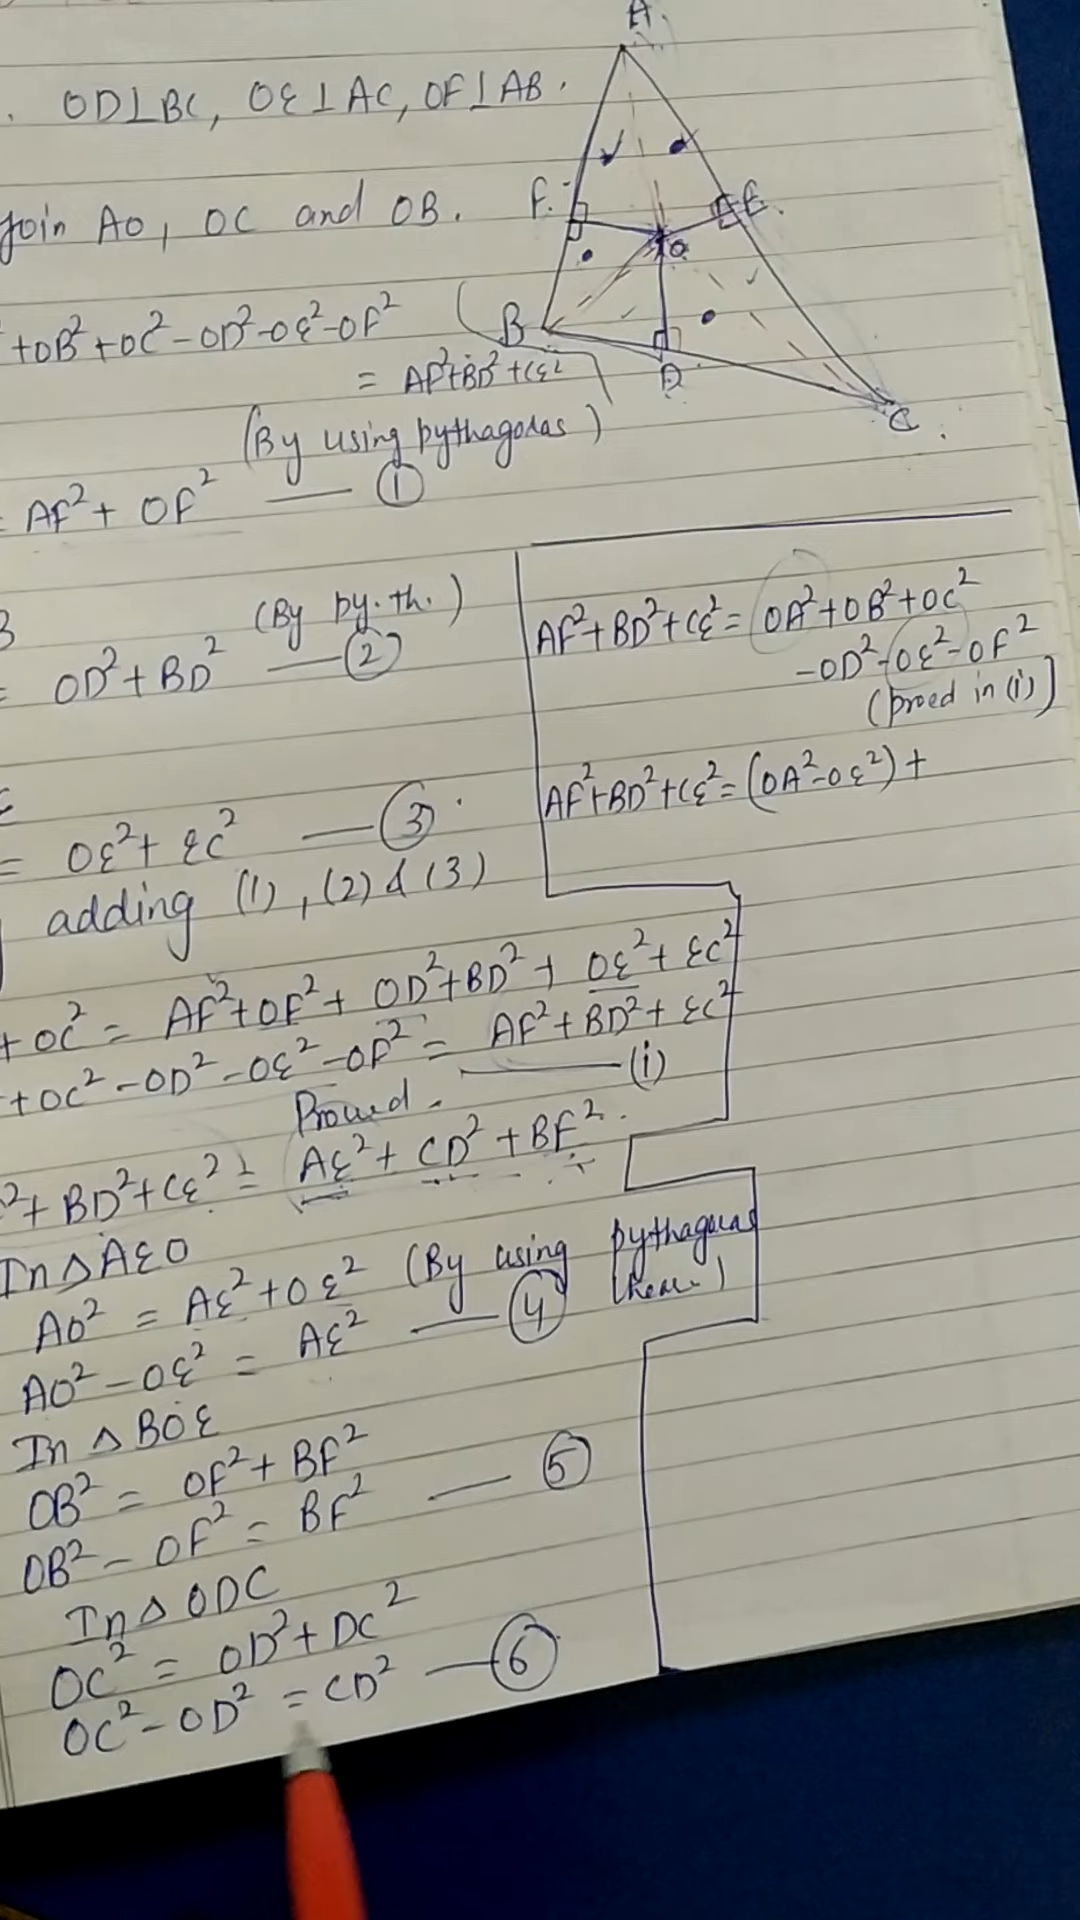 . OD⊥BC, OE⊥AC, OF⊥AB.
join AO, OC and OB.
+OB²+OC²-OD²-OE²-OF²
= AF²+BD²+CE²
(By using pythagoras)
= AF²+ OF² — ①
(By py.th.)
= OD²+BD² — ②
= OE²+ EC² — ③
adding (1), (2) & (3)
+OC² = AF²+OF²+ OD²+BD²+ OE²+ EC²
+OC²-OD²-OE²-OF² = AF²+BD²+ EC²
— (i)
Proved.
²+BD²+CE² = AE²+ CD²+BF².
In △AEO
AO² = AE²+OE² (By using pythagoras
AO²-OE² = AE² — ④
In △BOE
OB² = OF²+BF²
OB²- OF² = BF² — ⑤
In △ODC
OC² = OD²+DC²
OC²-OD² =CD² — ⑥
A.
F.
E.
O
B
D
C.
AF²+BD²+CE² = OA²+OB²+OC²
-OD²-OE²-OF²
(proed in (i)]
AF²+BD²+CE² = (OA²-OE²)+